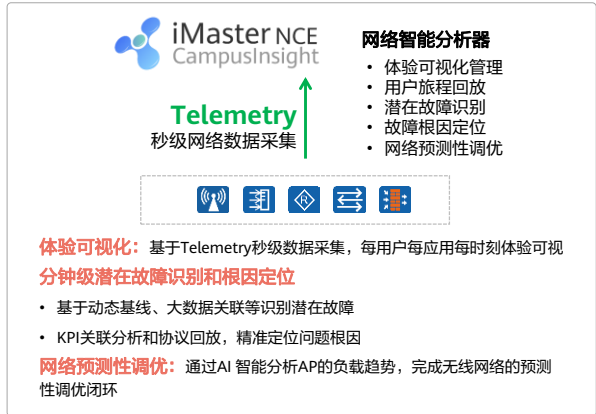 iMaster NCE
CampusInsight
网络智能分析器
• 体验可视化管理
• 用户旅程回放
• 潜在故障识别
• 故障根因定位
• 网络预测性调优
Telemetry
秒级网络数据采集
R
体验可视化：基于Telemetry秒级数据采集，每用户每应用每时刻体验可视
分钟级潜在故障识别和根因定位
• 基于动态基线、大数据关联等识别潜在故障
• KPI关联分析和协议回放，精准定位问题根因
网络预测性调优：通过AI 智能分析AP的负载趋势，完成无线网络的预测
性调优闭环